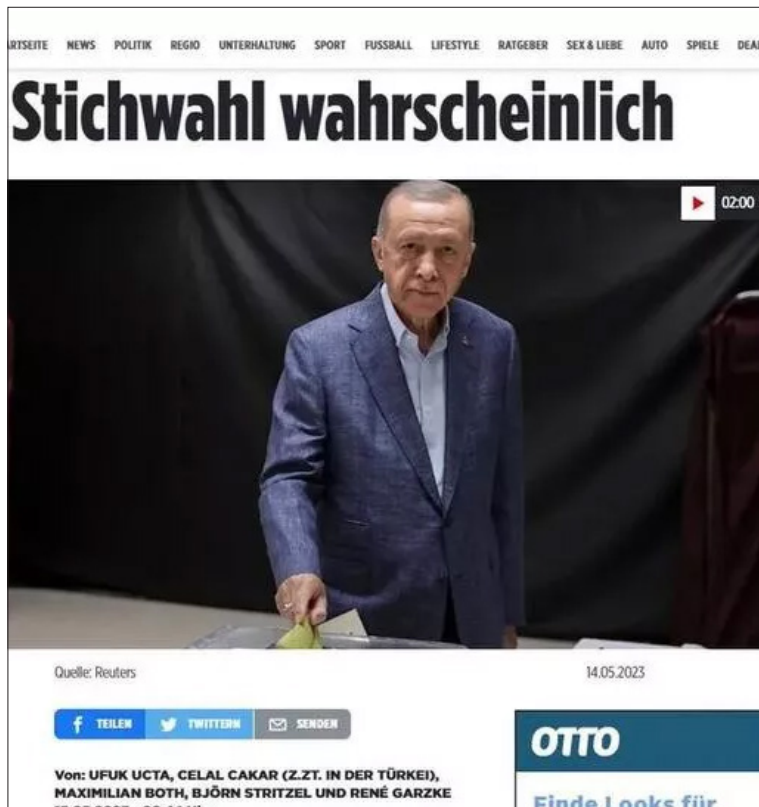 NEWS POLITIK REGIO UNTERHALTUNG SPORT FUSSBALL LIFESTYLE RATGEBER SEX & LIEBE AUTO SPIELE
Stichwahl wahrscheinlich
02:00
Quelle: Reuters 14.05.2023
TEILEN TWITTERN SENDEN
OTTO
Von: UFUK UCTA, CELAL CAKAR (Z.ZT. IN DER TÜRKEI),
MAXIMILIAN BOTH, BJÖRN STRITZEL UND RENÉ GARZKE
Finde Looks für